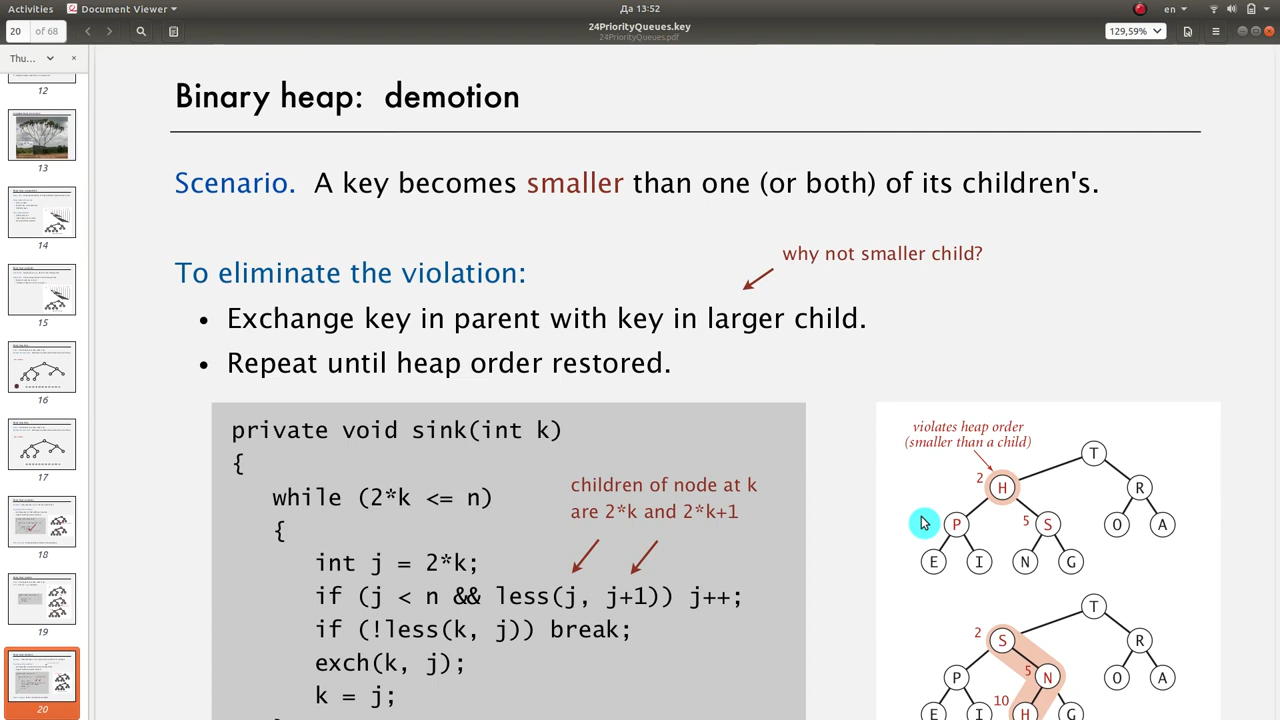 Activities
Document Viewer
Да 13:52
en
20
of 68
24PriorityQueues.key
24PriorityQueues.pdf
129,59%
Thu...
12
13
14
15
16
17
18
19
20
Binary heap: demotion
Scenario. A key becomes smaller than one (or both) of its children's.
why not smaller child?
To eliminate the violation:
• Exchange key in parent with key in larger child.
• Repeat until heap order restored.
private void sink(int k)
{
while (2*k <= n)
{
int j = 2*k;
if (j < n && less(j, j+1)) j++;
if (!less(k, j)) break;
exch(k, j);
k = j;
children of node at k
are 2*k and 2*k+1
violates heap order
(smaller than a child)
T
2 H R
P 5 S O A
E I N G
T
2 S R
P 5 N O A
E I 10 H G